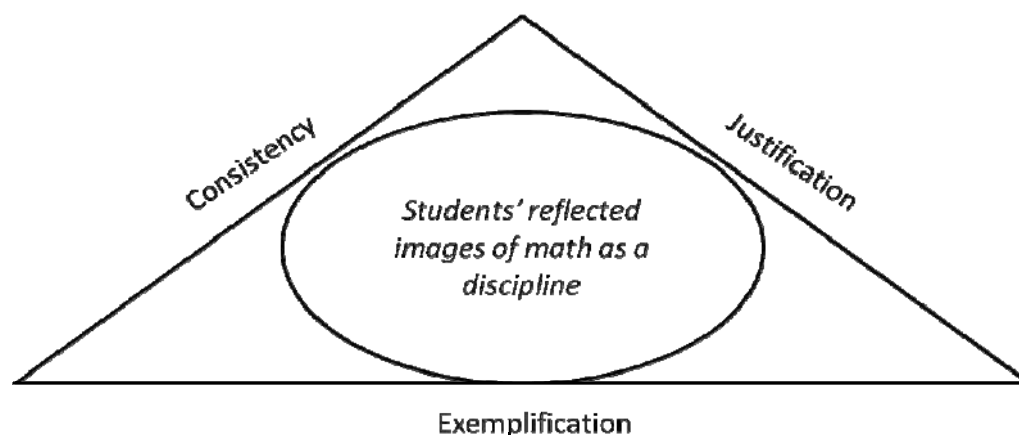 Consistency
Justification
Students' reflected
images of math as a
discipline
Exemplification